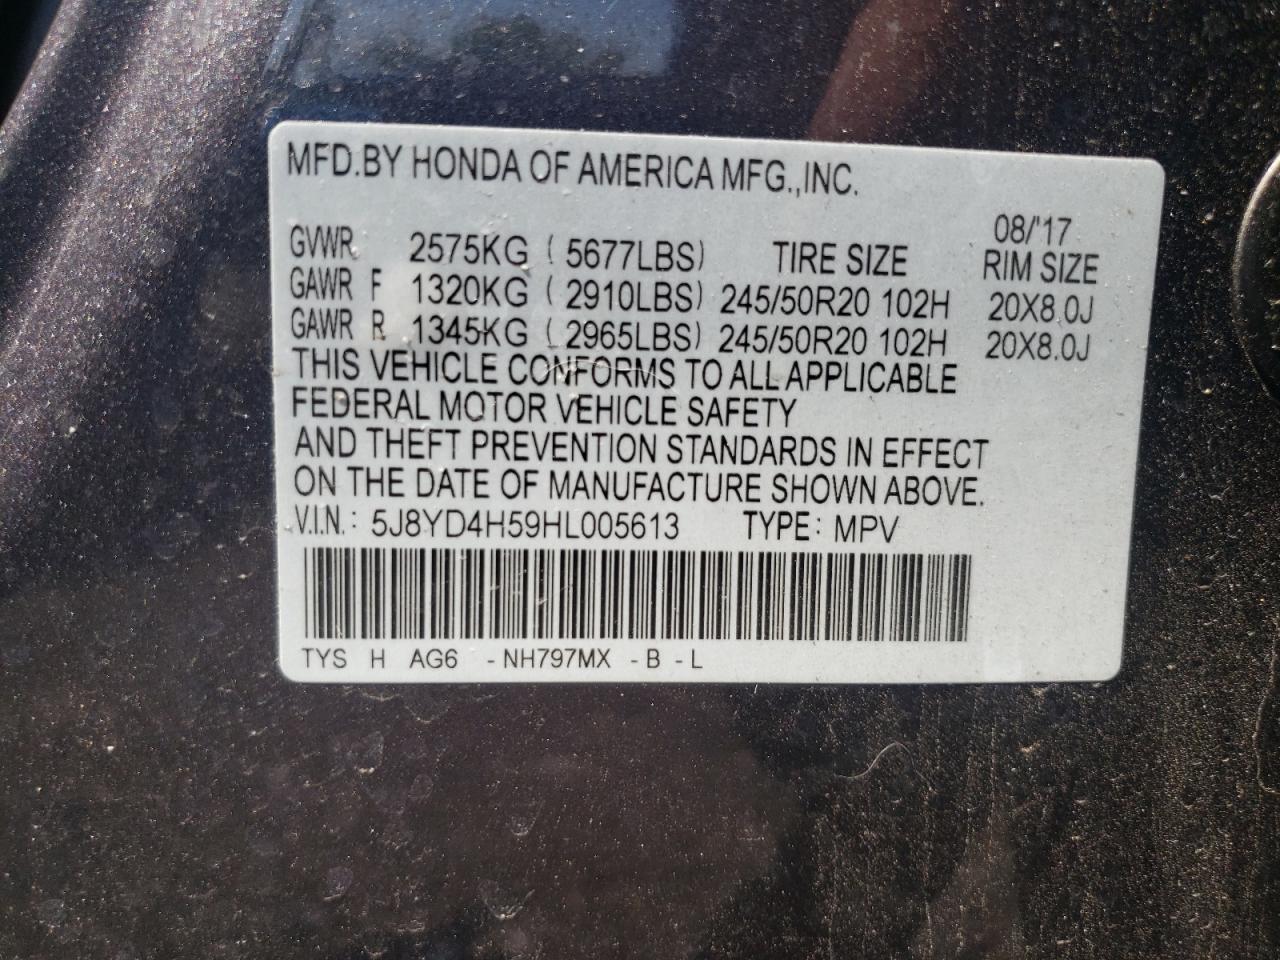 MFD.BY HONDA OF AMERICA MFG.,INC.
08/'17
GVWR 2575KG ( 5677LBS) TIRE SIZE RIM SIZE
GAWR F 1320KG ( 2910LBS) 245/50R20 102H 20X8.0J
GAWR R 1345KG ( 2965LBS) 245/50R20 102H 20X8.0J
THIS VEHICLE CONFORMS TO ALL APPLICABLE
FEDERAL MOTOR VEHICLE SAFETY
AND THEFT PREVENTION STANDARDS IN EFFECT
ON THE DATE OF MANUFACTURE SHOWN ABOVE.
V.I.N.: 5J8YD4H59HL005613 TYPE: MPV
TYS H AG6 -NH797MX -B -L